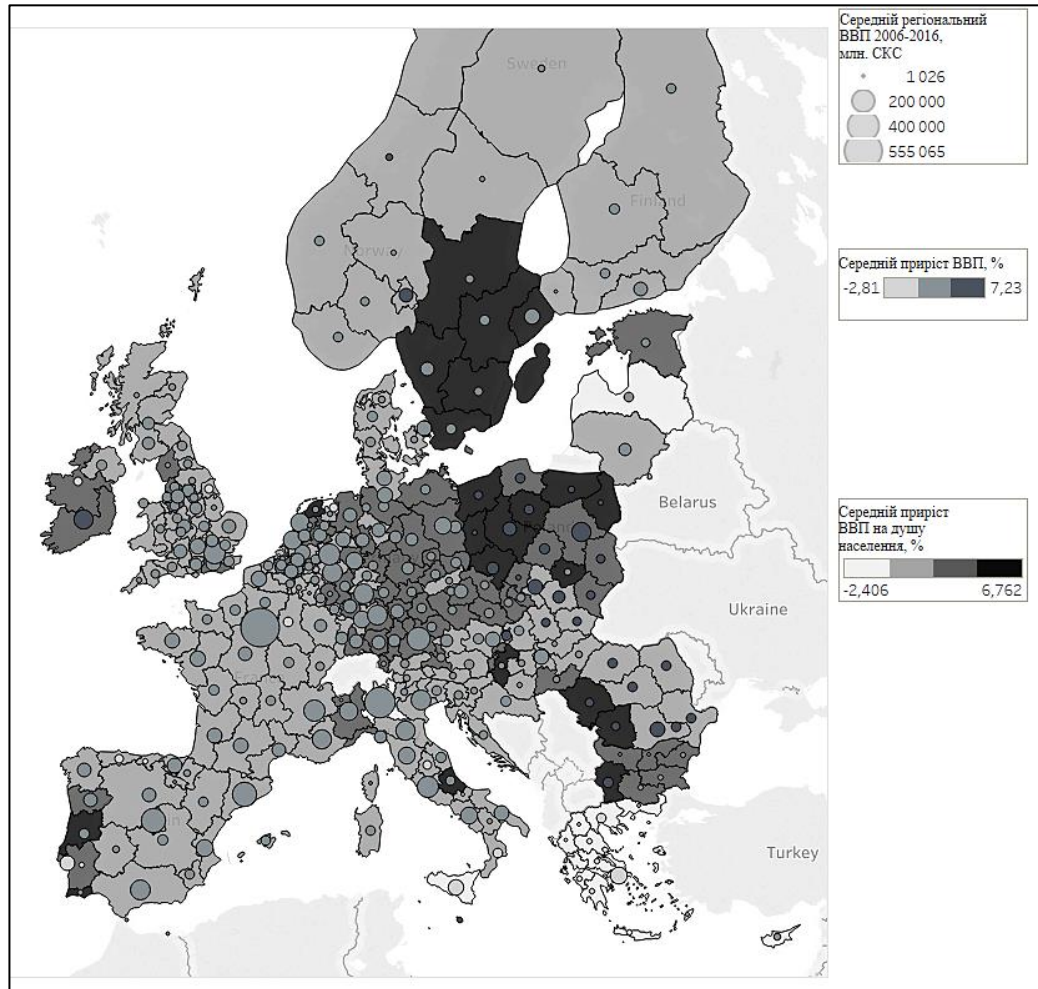 Sweden
Finland
Norway
Belarus
Ukraine
Turkey
Середній регіональний
ВВП 2006-2016,
млн. СКС
1 026
200 000
400 000
555 065
Середній приріст ВВП, %
-2,81 7,23
Середній приріст
ВВП на душу
населення, %
-2,406 6,762